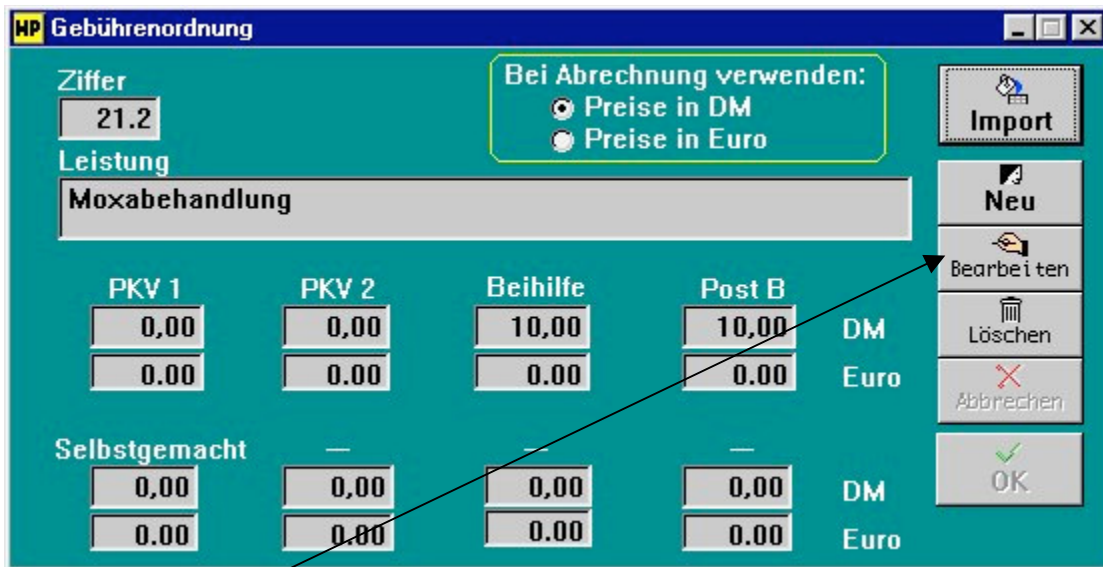 HP Gebührenordnung
Ziffer
21.2
Bei Abrechnung verwenden:
Preise in DM
Preise in Euro
Leistung
Moxabehandlung
PKV 1 PKV 2 Beihilfe Post B
0,00 0,00 10,00 10,00 DM
0.00 0.00 0.00 0.00 Euro
Selbstgemacht — — —
0,00 0,00 0,00 0,00 DM
0.00 0.00 0.00 0.00 Euro
Import
Neu
Bearbeiten
Löschen
Abbrechen
OK